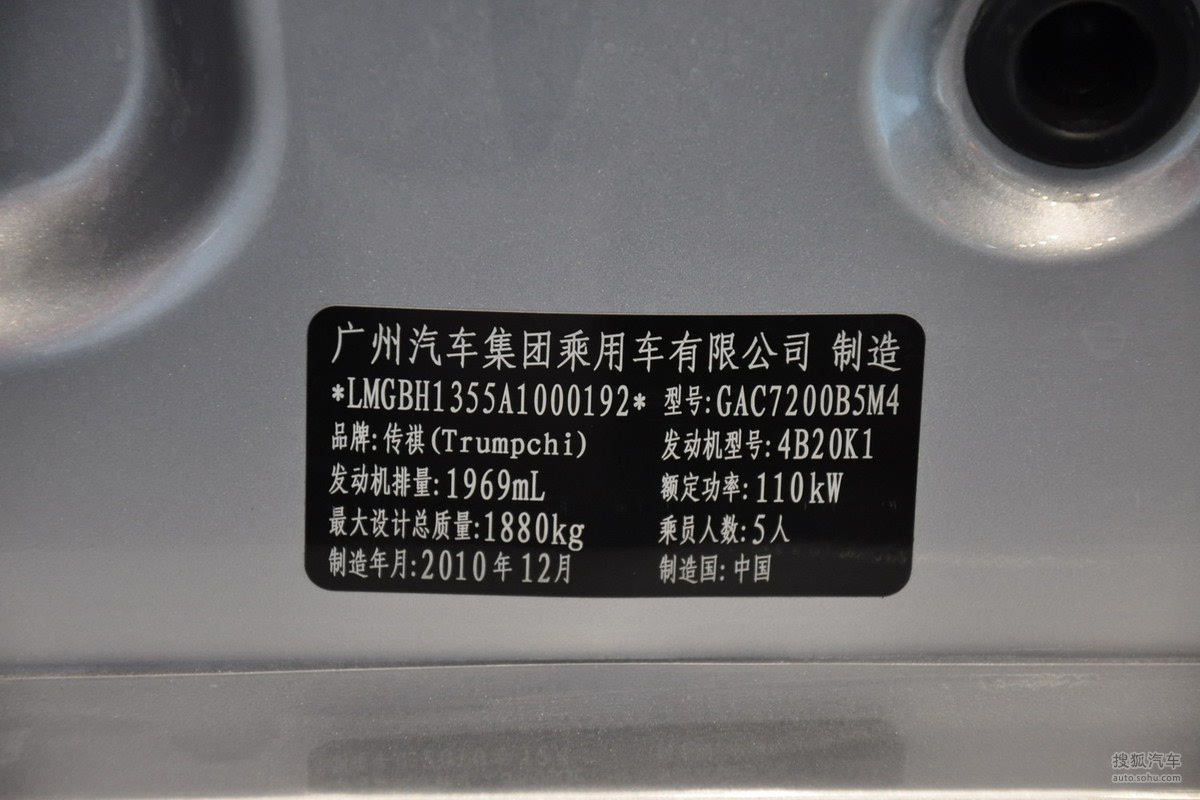 广州汽车集团乘用车有限公司 制造
*LMGBH1355A1000192* 型号:GAC7200B5M4
品牌:传祺(Trumpchi) 发动机型号:4B20K1
发动机排量:1969mL 额定功率:110kW
最大设计总质量:1880kg 乘员人数:5人
制造年月:2010年12月 制造国:中国
搜狐汽车
auto.sohu.com